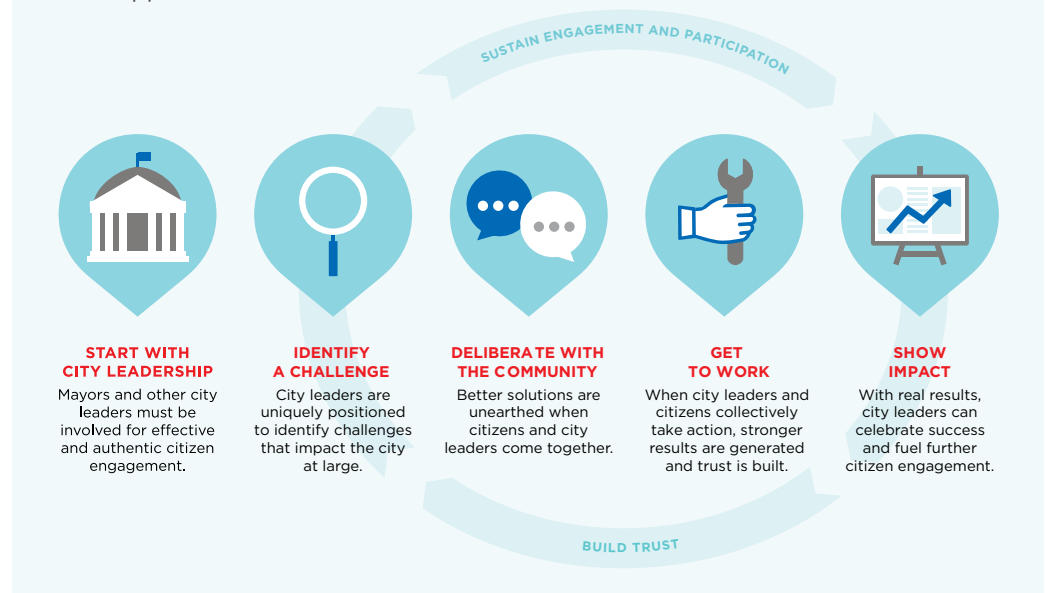 SUSTAIN ENGAGEMENT AND PARTICIPATION
START WITH
CITY LEADERSHIP
Mayors and other city
leaders must be
involved for effective
and authentic citizen
engagement.
IDENTIFY
A CHALLENGE
City leaders are
uniquely positioned
to identify challenges
that impact the city
at large.
DELIBERATE WITH
THE COMMUNITY
Better solutions are
unearthed when
citizens and city
leaders come together.
GET
TO WORK
When city leaders and
citizens collectively
take action, stronger
results are generated
and trust is built.
SHOW
IMPACT
With real results,
city leaders can
celebrate success
and fuel further
citizen engagement.
BUILD TRUST